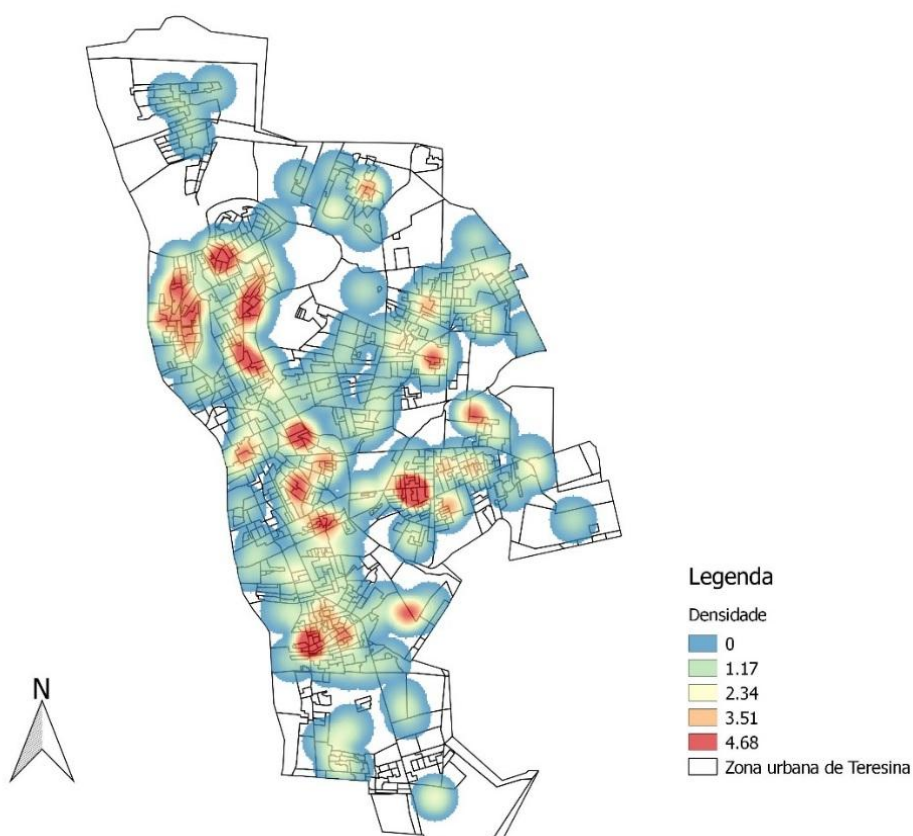 N
Legenda
Densidade
0
1.17
2.34
3.51
4.68
Zona urbana de Teresina